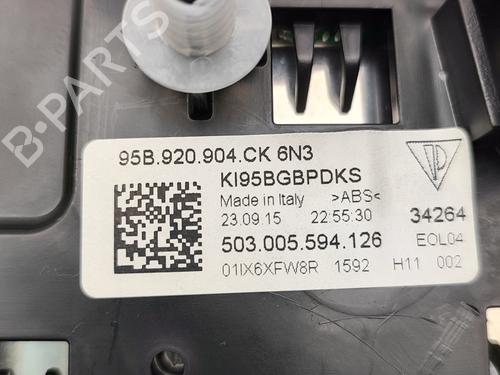 B-PARTS
95B.920.904.CK 6N3
KI95BGBPDKS
Made in Italy >ABS<
23.09.15 22:55:30 34264
503.005.594.126 EOL04
01IX6XFW8R 1592 H11 002